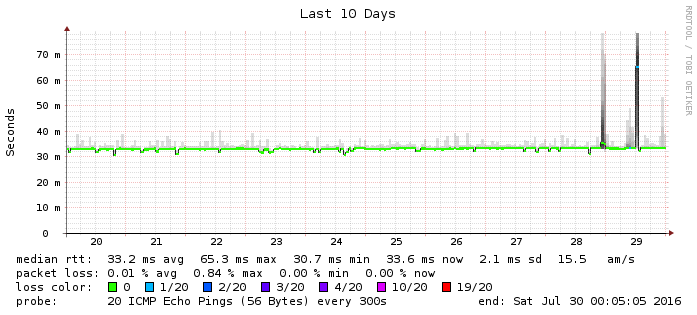 Last 10 Days
RRDTOOL / TOBI OETIKER
Seconds
70 m
60 m
50 m
40 m
30 m
20 m
10 m
0
20 21 22 23 24 25 26 27 28 29
median rtt: 33.2 ms avg 65.3 ms max 30.7 ms min 33.6 ms now 2.1 ms sd 15.5 am/s
packet loss: 0.01 % avg 0.84 % max 0.00 % min 0.00 % now
loss color: 0 1/20 2/20 3/20 4/20 10/20 19/20
probe: 20 ICMP Echo Pings (56 Bytes) every 300s end: Sat Jul 30 00:05:05 2016